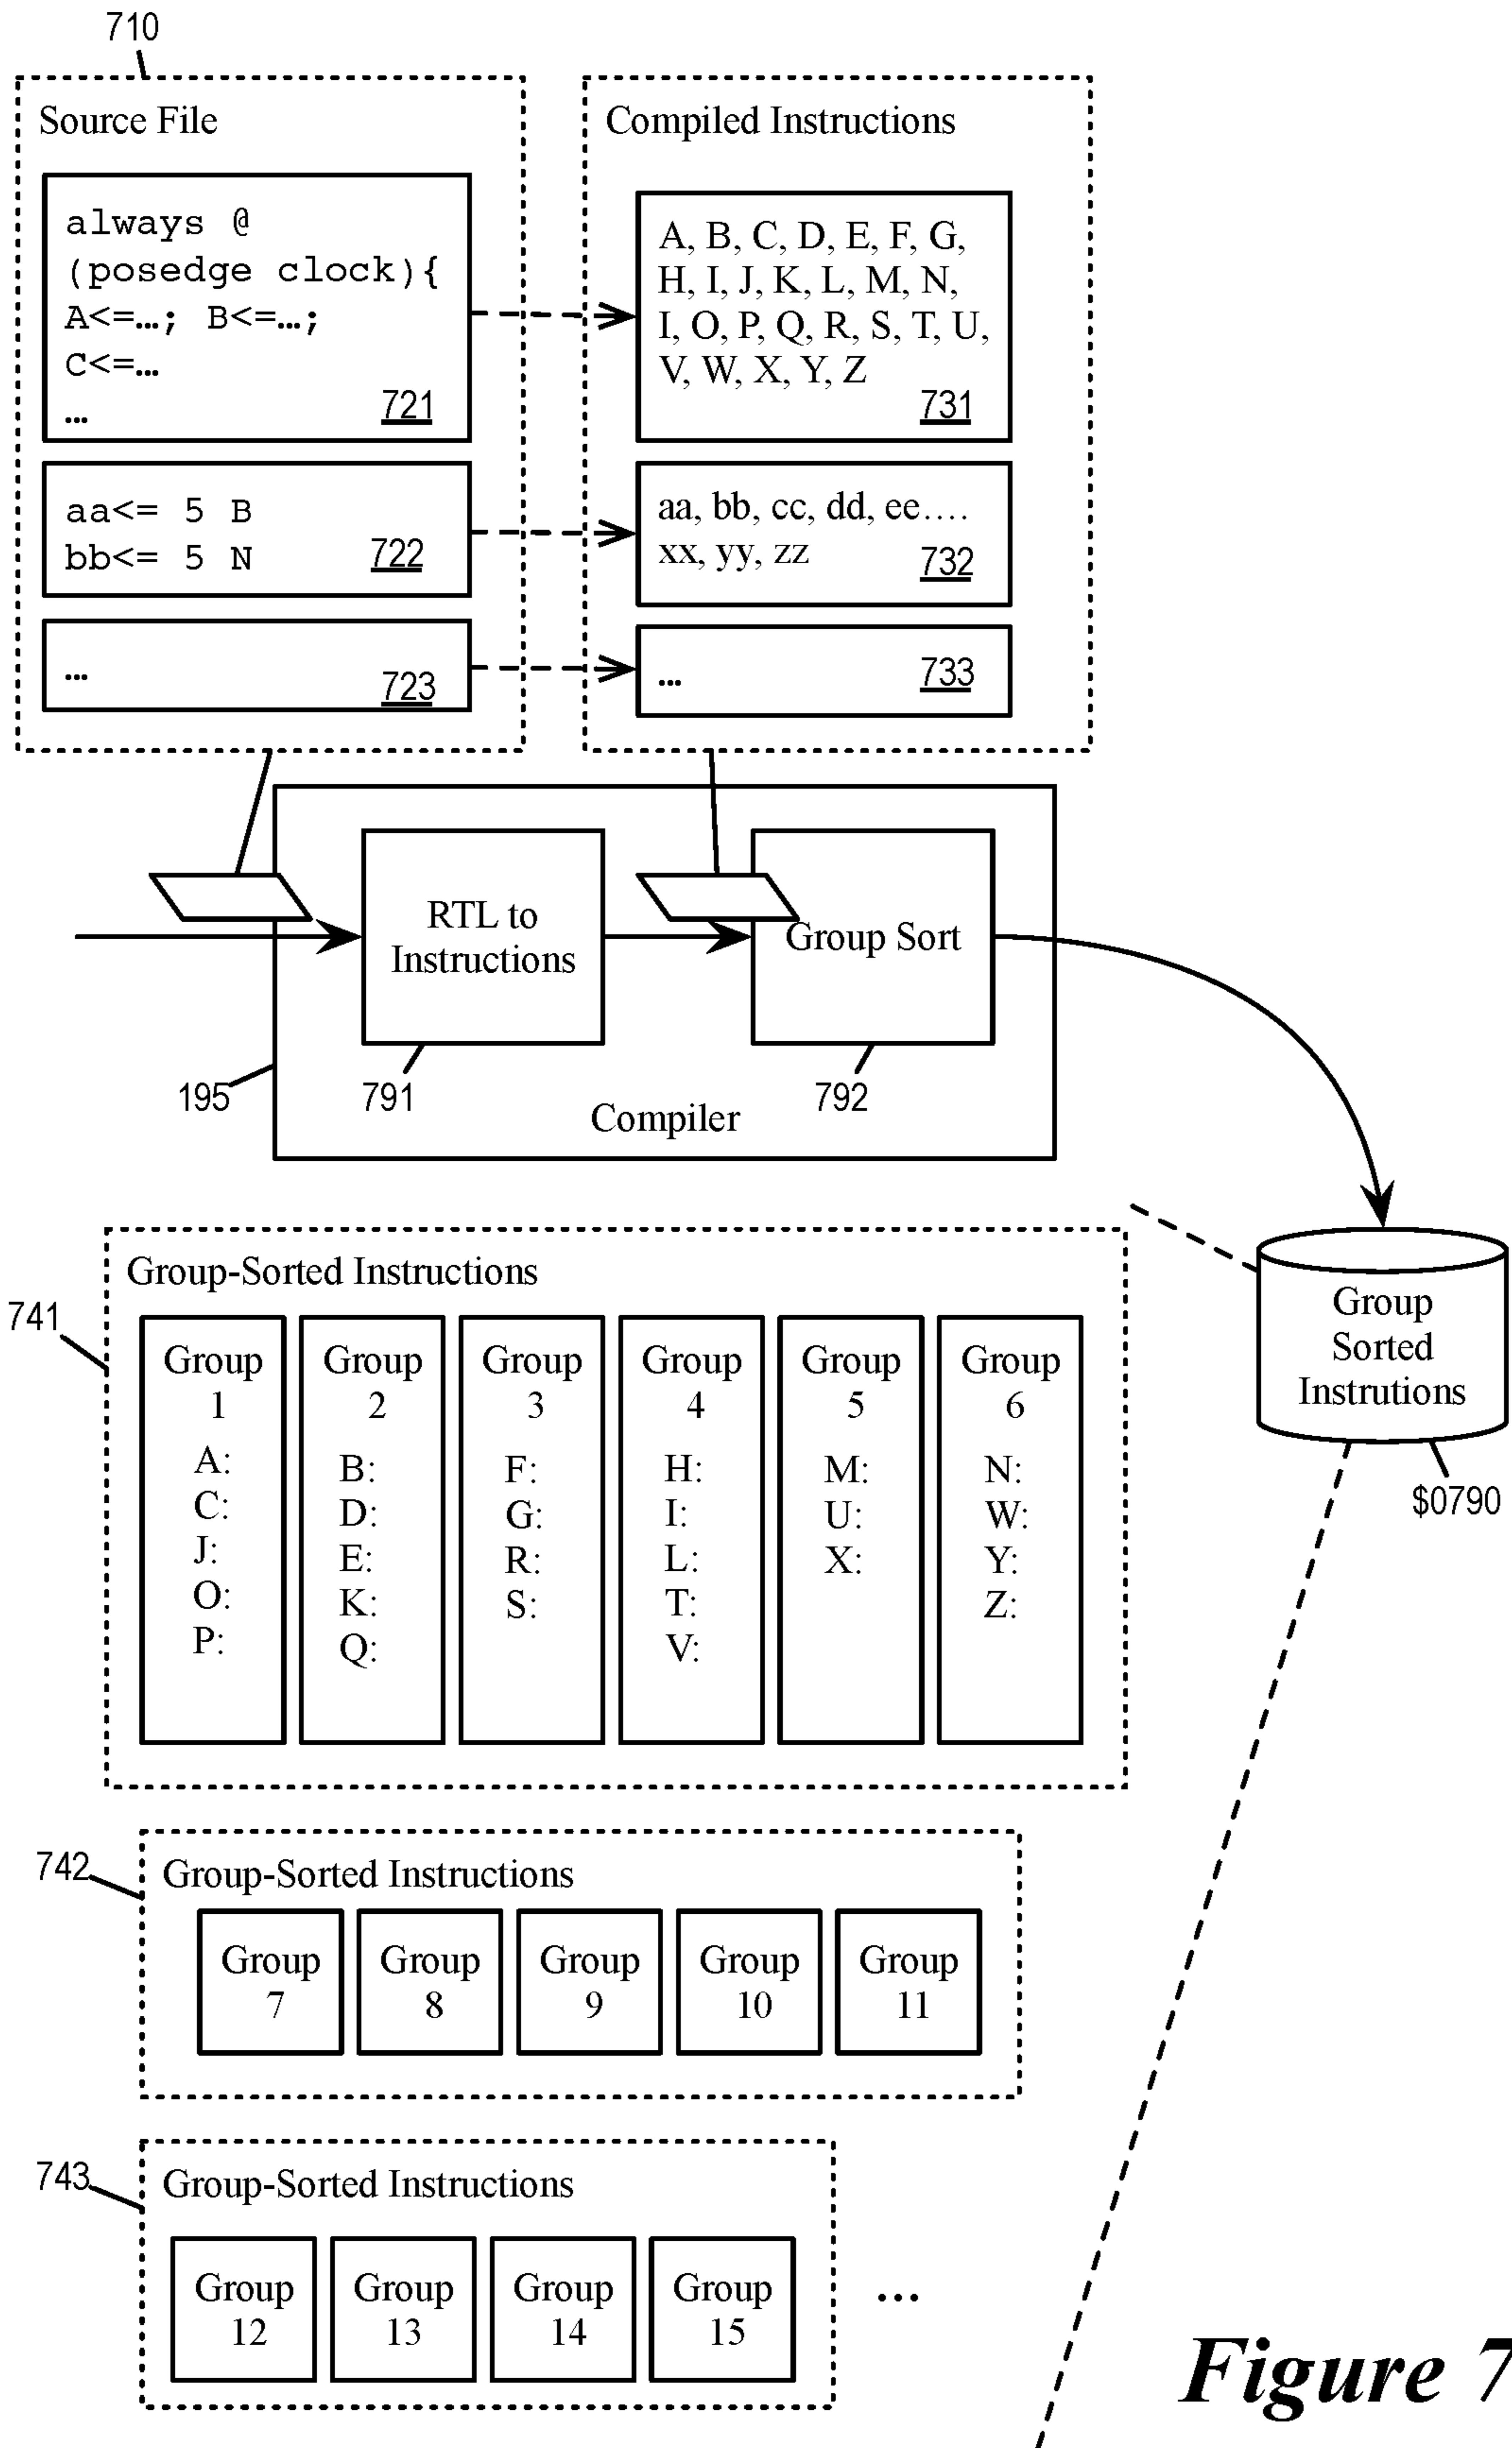 710
Source File
always @
(posedge clock){
A<=…; B<=…;
C<=…
…
721
aa<= 5 B
bb<= 5 N
722
…
723
Compiled Instructions
A, B, C, D, E, F, G,
H, I, J, K, L, M, N,
I, O, P, Q, R, S, T, U,
V, W, X, Y, Z
731
aa, bb, cc, dd, ee….
xx, yy, zz
732
…
733
RTL to
Instructions
Group Sort
195
791
792
Compiler
Group
Sorted
Instrutions
$0790
741
Group-Sorted Instructions
Group
1
A:
C:
J:
O:
P:
Group
2
B:
D:
E:
K:
Q:
Group
3
F:
G:
R:
S:
Group
4
H:
I:
L:
T:
V:
Group
5
M:
U:
X:
Group
6
N:
W:
Y:
Z:
742
Group-Sorted Instructions
Group
7
Group
8
Group
9
Group
10
Group
11
743
Group-Sorted Instructions
Group
12
Group
13
Group
14
Group
15
…
Figure 7